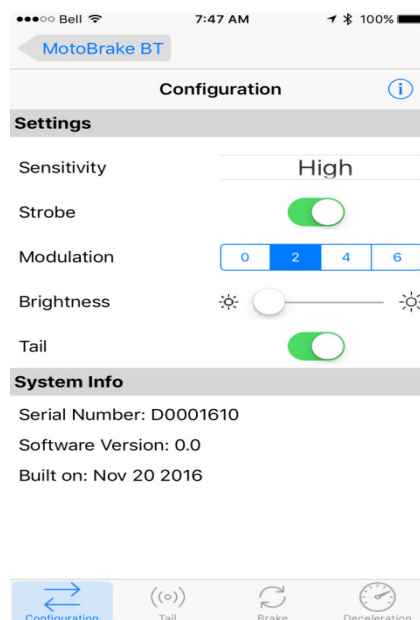 Bell 7:47 AM 100%
MotoBrake BT
Configuration
Settings
Sensitivity High
Strobe
Modulation 0 2 4 6
Brightness
Tail
System Info
Serial Number: D0001610
Software Version: 0.0
Built on: Nov 20 2016
Configuration Tail Brake Deceleration